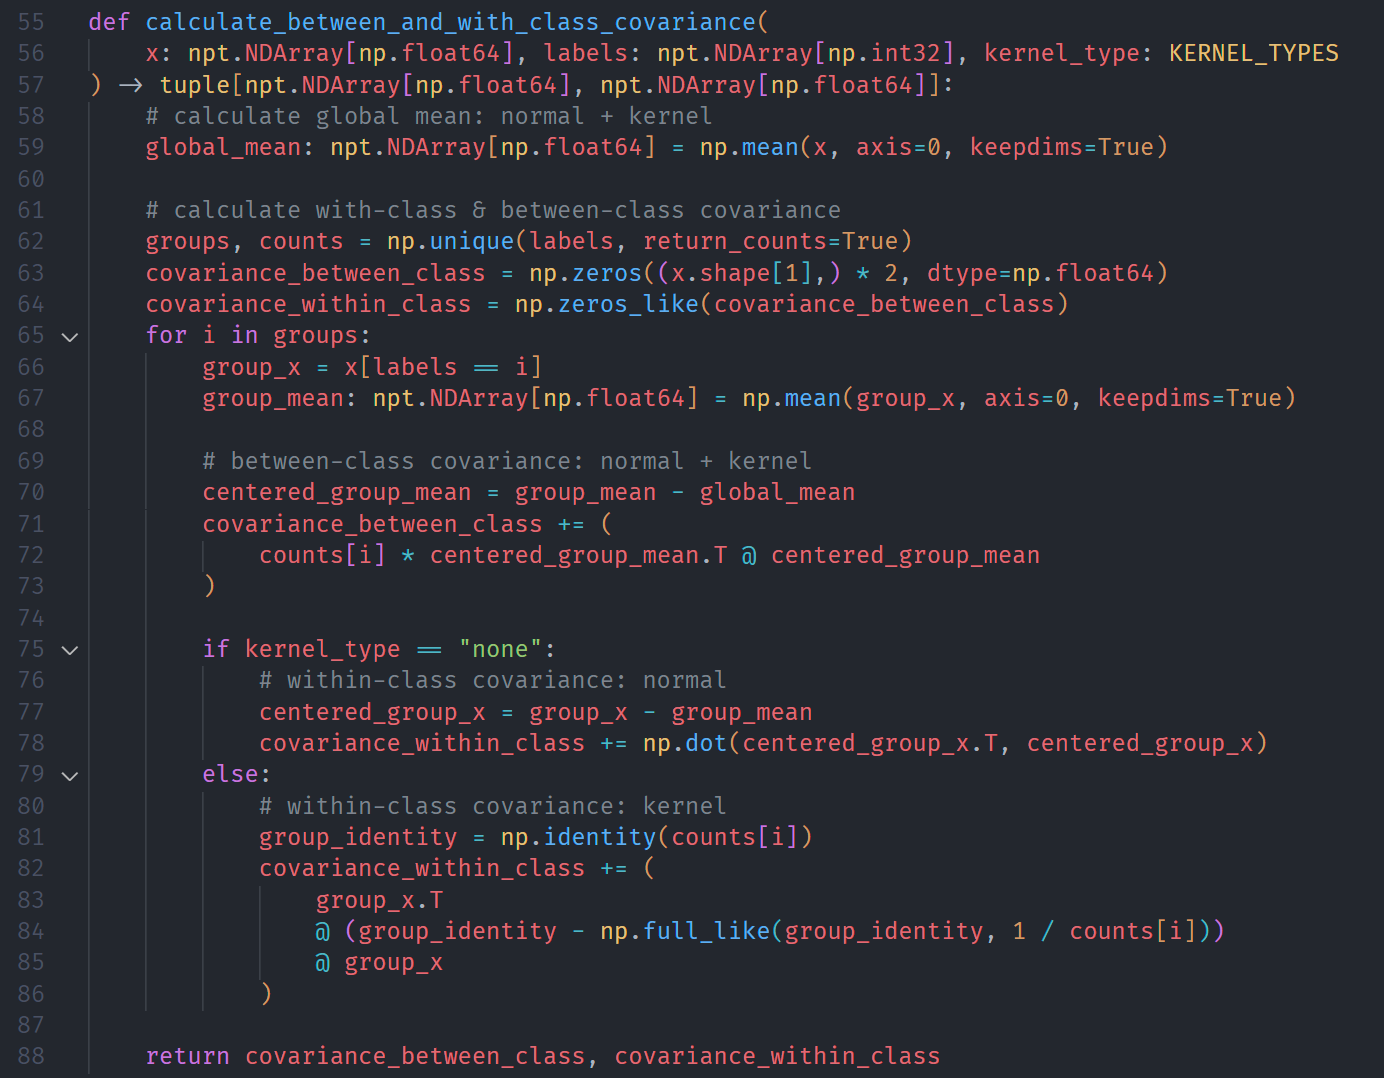 55 def calculate_between_and_with_class_covariance(
56 x: npt.NDArray[np.float64], labels: npt.NDArray[np.int32], kernel_type: KERNEL_TYPES
57 ) -> tuple[npt.NDArray[np.float64], npt.NDArray[np.float64]]:
58 # calculate global mean: normal + kernel
59 global_mean: npt.NDArray[np.float64] = np.mean(x, axis=0, keepdims=True)
60
61 # calculate with-class & between-class covariance
62 groups, counts = np.unique(labels, return_counts=True)
63 covariance_between_class = np.zeros((x.shape[1],) * 2, dtype=np.float64)
64 covariance_within_class = np.zeros_like(covariance_between_class)
65 for i in groups:
66 group_x = x[labels == i]
67 group_mean: npt.NDArray[np.float64] = np.mean(group_x, axis=0, keepdims=True)
68
69 # between-class covariance: normal + kernel
70 centered_group_mean = group_mean - global_mean
71 covariance_between_class += (
72 counts[i] * centered_group_mean.T @ centered_group_mean
73 )
74
75 if kernel_type == "none":
76 # within-class covariance: normal
77 centered_group_x = group_x - group_mean
78 covariance_within_class += np.dot(centered_group_x.T, centered_group_x)
79 else:
80 # within-class covariance: kernel
81 group_identity = np.identity(counts[i])
82 covariance_within_class += (
83 group_x.T
84 @ (group_identity - np.full_like(group_identity, 1 / counts[i]))
85 @ group_x
86 )
87
88 return covariance_between_class, covariance_within_class